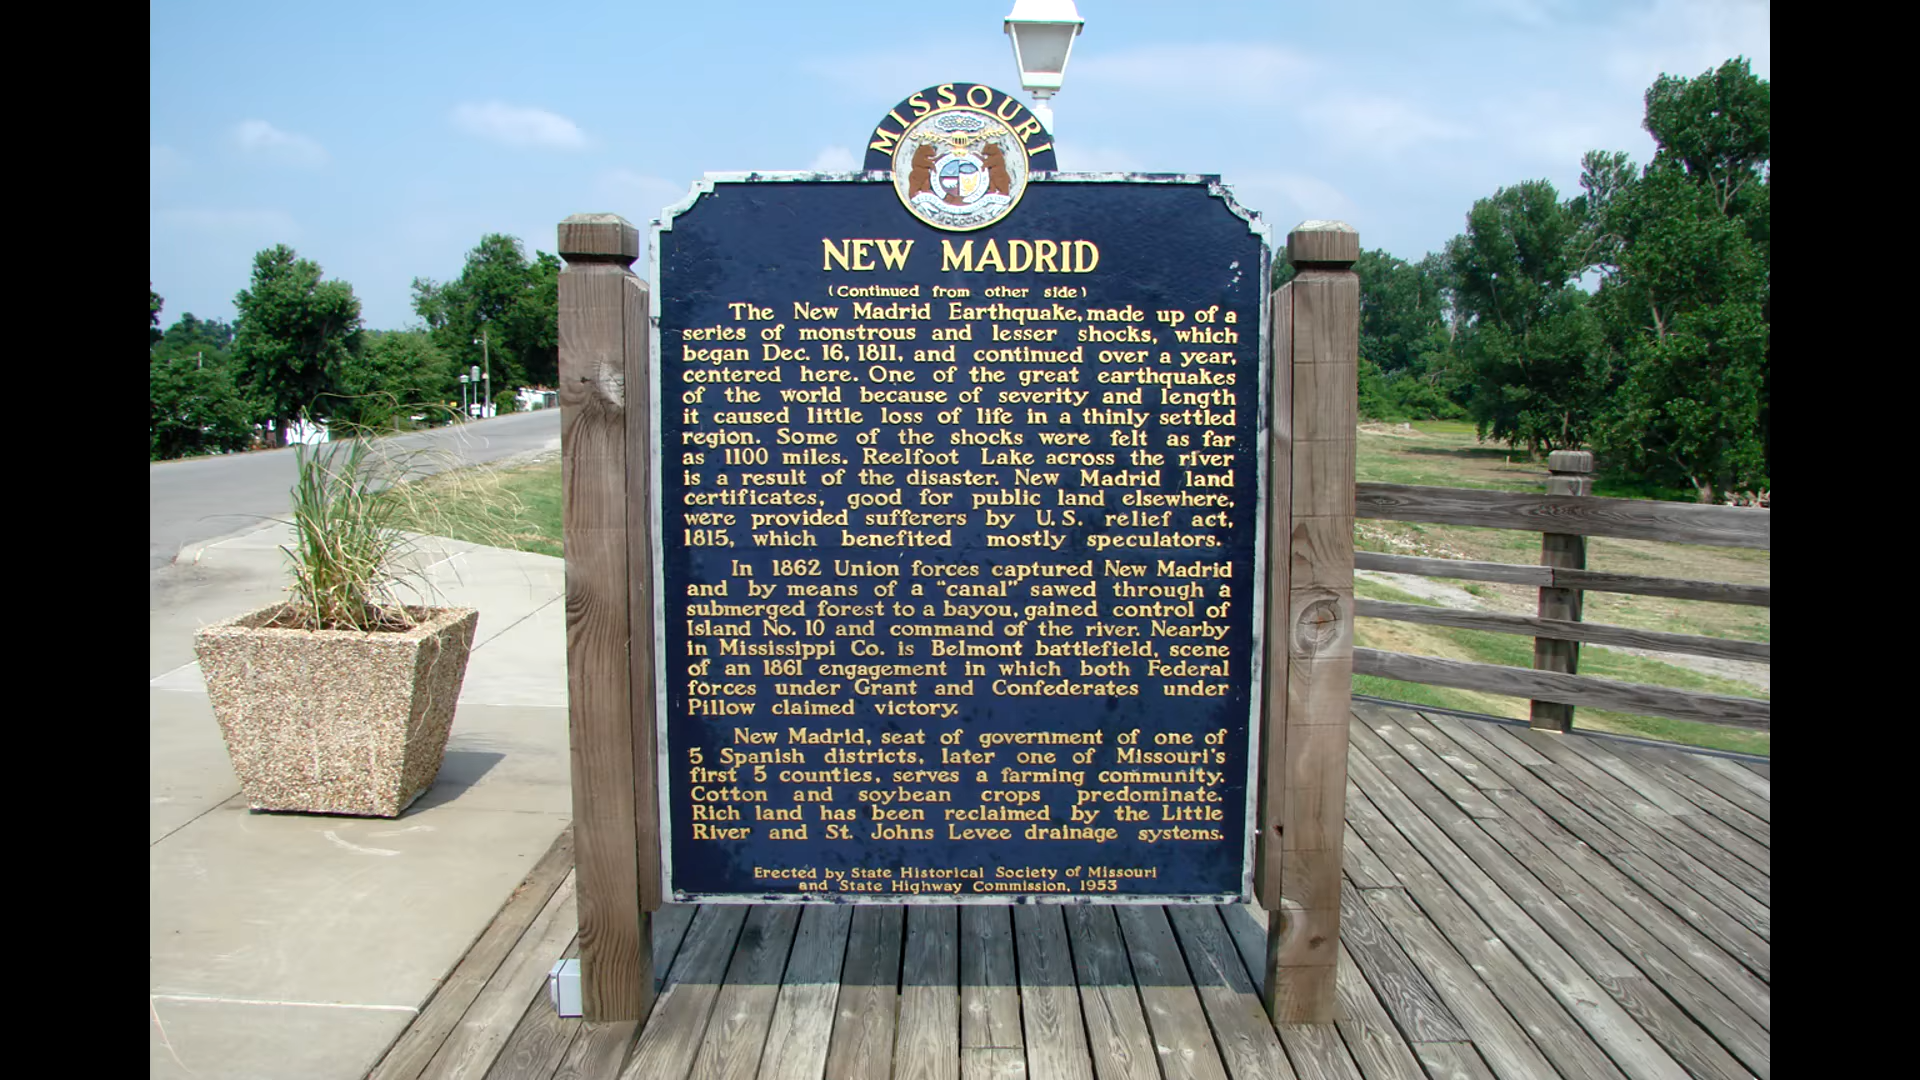 MISSOURI
NEW MADRID
(Continued from other side)
The New Madrid Earthquake, made up of a
series of monstrous and lesser shocks, which
began Dec. 16, 1811, and continued over a year,
centered here. One of the great earthquakes
of the world because of severity and length
it caused little loss of life in a thinly settled
region. Some of the shocks were felt as far
as 1100 miles. Reelfoot Lake across the river
is a result of the disaster. New Madrid land
certificates, good for public land elsewhere,
were provided sufferers by U.S. relief act,
1815, which benefited mostly speculators.
In 1862 Union forces captured New Madrid
and by means of a "canal" sawed through a
submerged forest to a bayou, gained control of
Island No. 10 and command of the river. Nearby
in Mississippi Co. is Belmont battlefield, scene
of an 1861 engagement in which both Federal
forces under Grant and Confederates under
Pillow claimed victory.
New Madrid, seat of government of one of
5 Spanish districts, later one of Missouri's
first 5 counties, serves a farming community.
Cotton and soybean crops predominate.
Rich land has been reclaimed by the Little
River and St. Johns Levee drainage systems.
Erected by State Historical Society of Missouri
and State Highway Commission, 1953